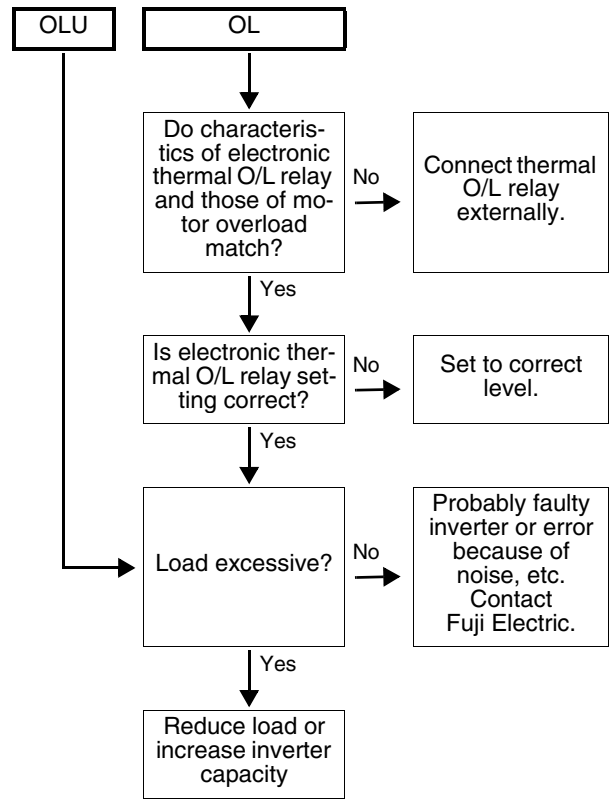 OLU
OL
Do characteris-
tics of electronic
thermal O/L relay
and those of mo-
tor overload
match?
No
Connect thermal
O/L relay
externally.
Yes
Is electronic ther-
mal O/L relay set-
ting correct?
No
Set to correct
level.
Yes
Load excessive?
No
Probably faulty
inverter or error
because of
noise, etc.
Contact
Fuji Electric.
Yes
Reduce load or
increase inverter
capacity